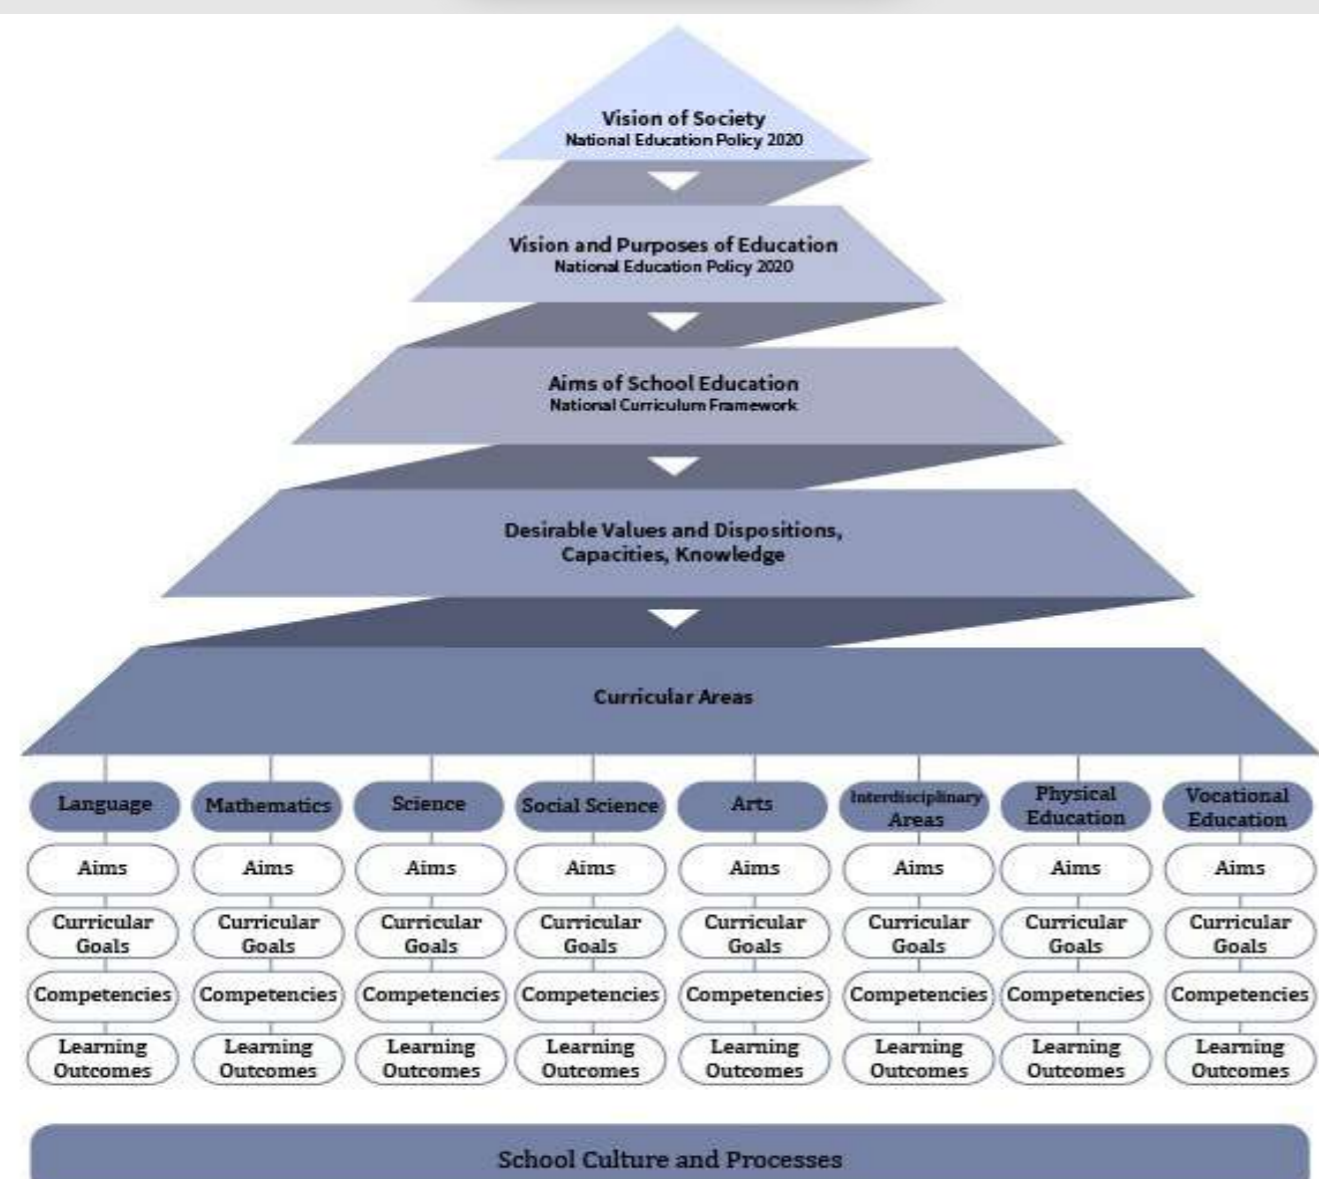 Vision of Society
National Education Policy 2020
Vision and Purposes of Education
National Education Policy 2020
Aims of School Education
National Curriculum Framework
Desirable Values and Dispositions,
Capacities, Knowledge
Curricular Areas
Language
Mathematics
Science
Social Science
Arts
Interdisciplinary
Areas
Physical
Education
Vocational
Education
Aims
Aims
Aims
Aims
Aims
Aims
Aims
Aims
Curricular
Goals
Curricular
Goals
Curricular
Goals
Curricular
Goals
Curricular
Goals
Curricular
Goals
Curricular
Goals
Curricular
Goals
Competencies
Competencies
Competencies
Competencies
Competencies
Competencies
Competencies
Competencies
Learning
Outcomes
Learning
Outcomes
Learning
Outcomes
Learning
Outcomes
Learning
Outcomes
Learning
Outcomes
Learning
Outcomes
Learning
Outcomes
School Culture and Processes